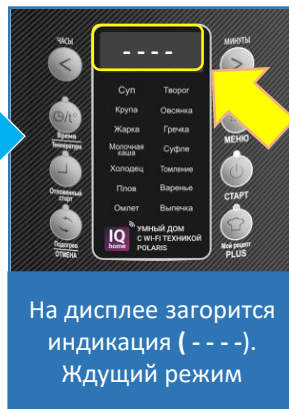 ЧАСЫ
МИНУТЫ
<
>
- - - -
Суп
Творог
Крупа
Овсянка
Жарка
Гречка
Молочная
каша
Суфле
Холодец
Томление
Плов
Варенье
Омлет
Выпечка
/t°
Время
Температура
МЕНЮ
Отложенный
старт
СТАРТ
Подогрев
ОТМЕНА
Мой рецепт
PLUS
IQ
home
УМНЫЙ ДОМ
С WI-FI ТЕХНИКОЙ
POLARIS
На дисплее загорится
индикация ( - - - -).
Ждущий режим